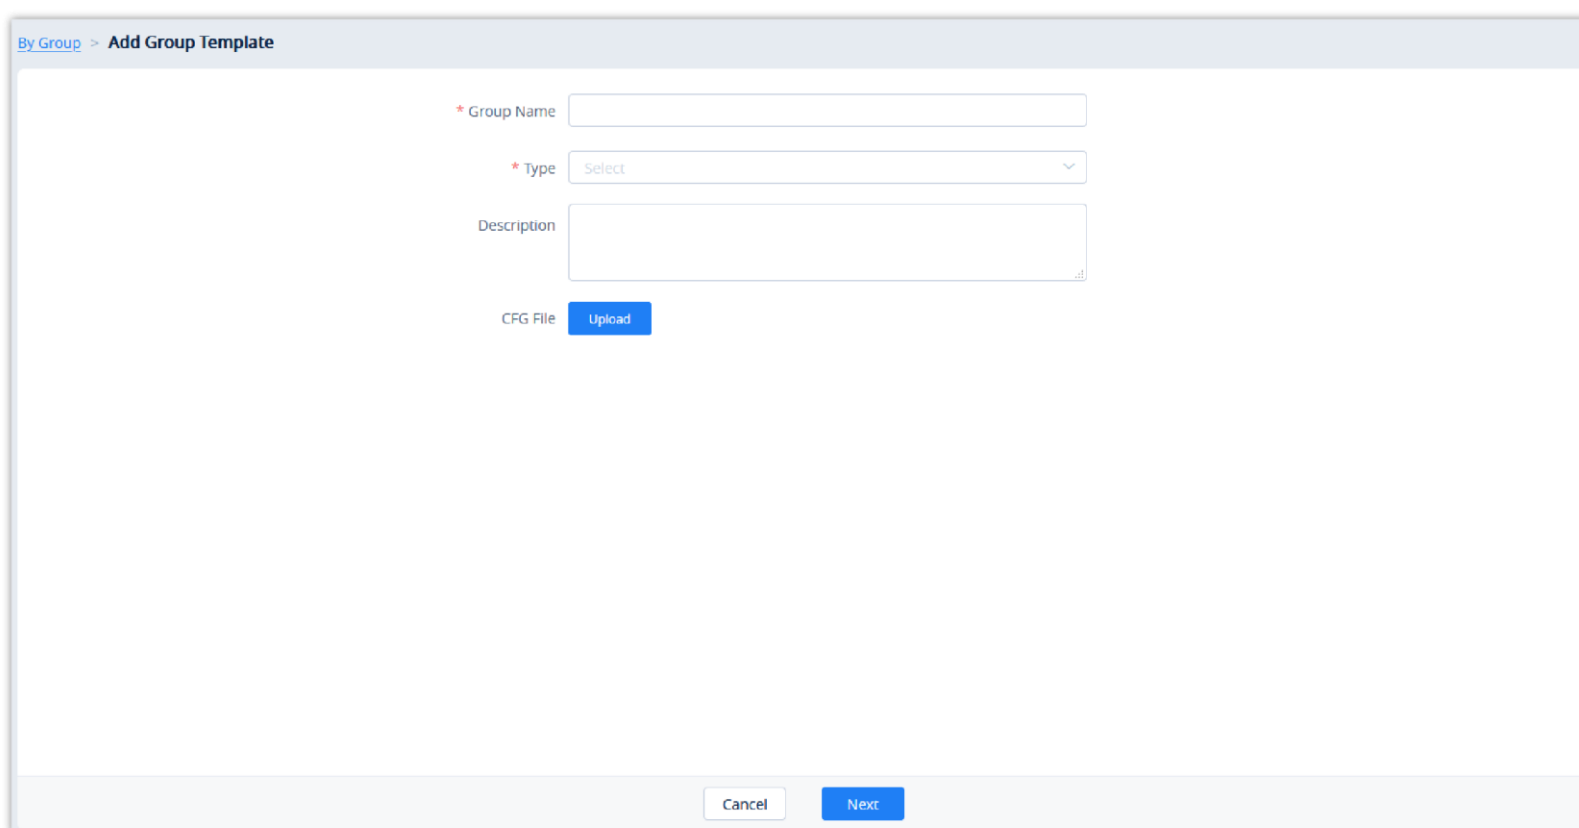 By Group > Add Group Template
* Group Name
* Type Select
Description
CFG File Upload
Cancel Next